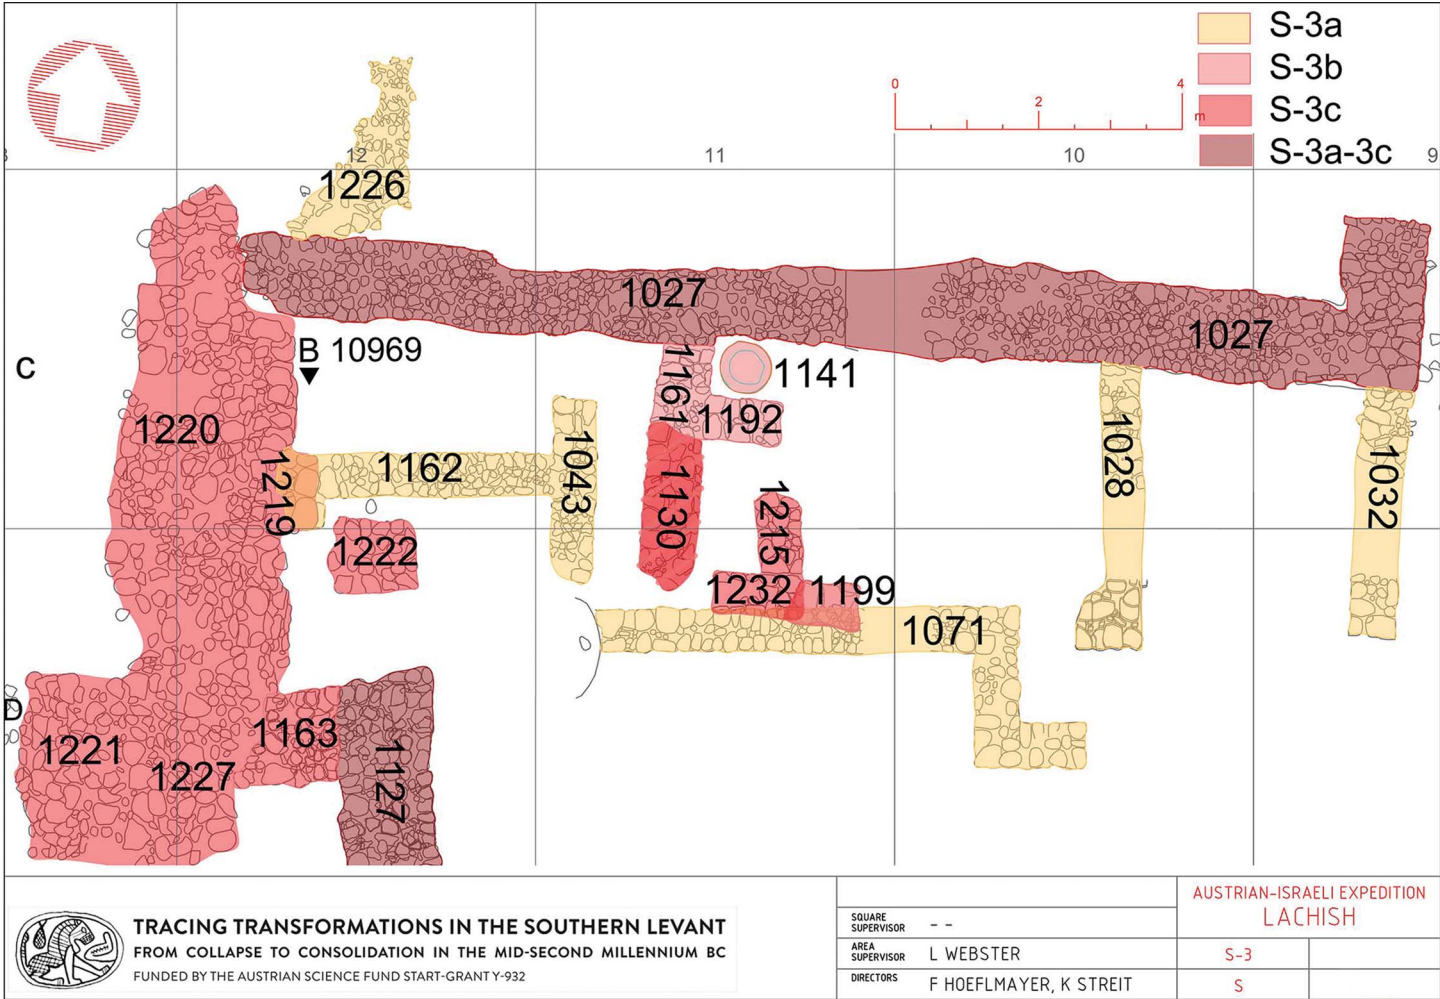 S-3a
S-3b
S-3c
S-3a-3c
0 2 4
m
12 11 10 9
1226
1027
1027
B 10969
1141
C
1161
1192
1220
1219
1162
1043
1130
1028
1032
1222
1215
1232
1199
1071
D
1221
1163
1227
1127
TRACING TRANSFORMATIONS IN THE SOUTHERN LEVANT
FROM COLLAPSE TO CONSOLIDATION IN THE MID-SECOND MILLENNIUM BC
FUNDED BY THE AUSTRIAN SCIENCE FUND START-GRANT Y-932
SQUARE SUPERVISOR - -
AREA SUPERVISOR L WEBSTER
DIRECTORS F HOEFLMAYER, K STREIT
AUSTRIAN-ISRAELI EXPEDITION
LACHISH
S-3
S